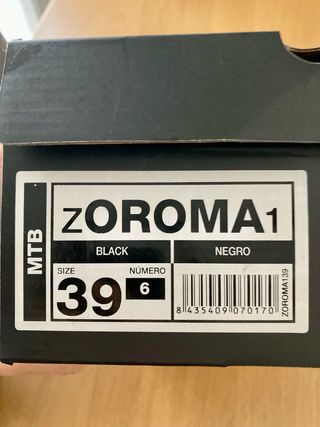 MTB
zOROMA1
BLACK NEGRO
SIZE NÚMERO
39 6
8 435409 070170
ZOROMA139